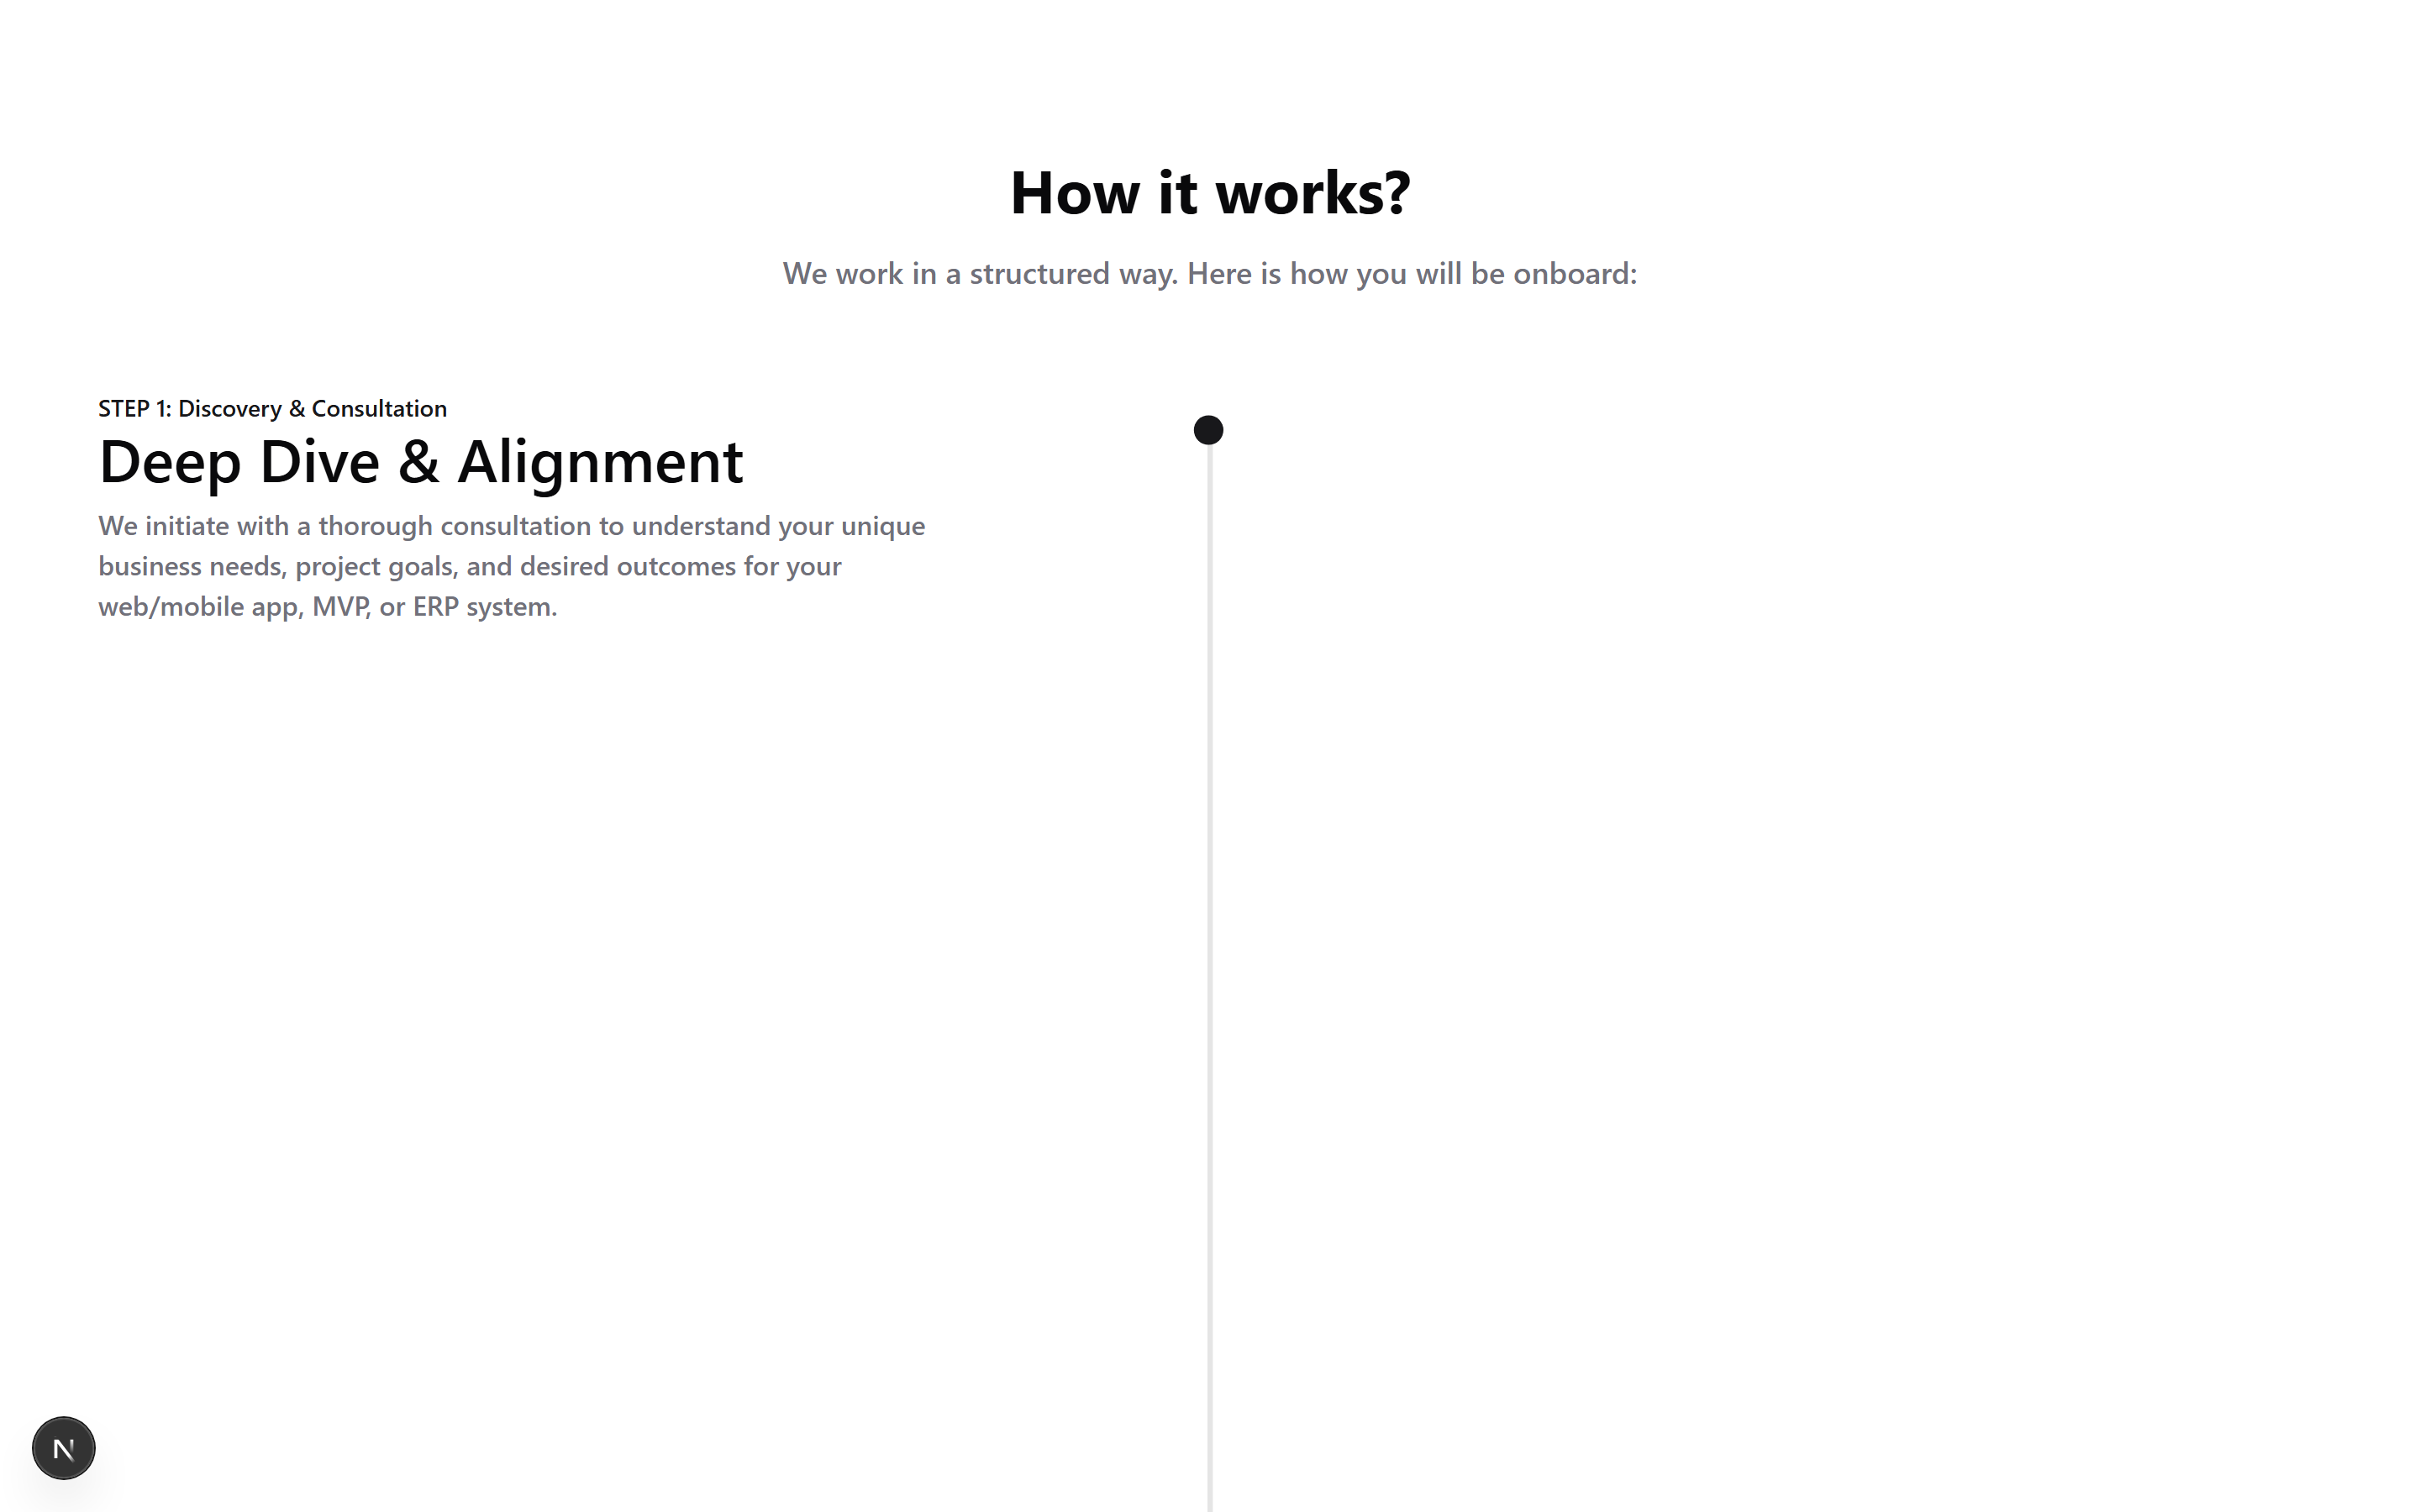 How it works?
We work in a structured way. Here is how you will be onboard:
STEP 1: Discovery & Consultation
Deep Dive & Alignment
We initiate with a thorough consultation to understand your unique
business needs, project goals, and desired outcomes for your
web/mobile app, MVP, or ERP system.
N